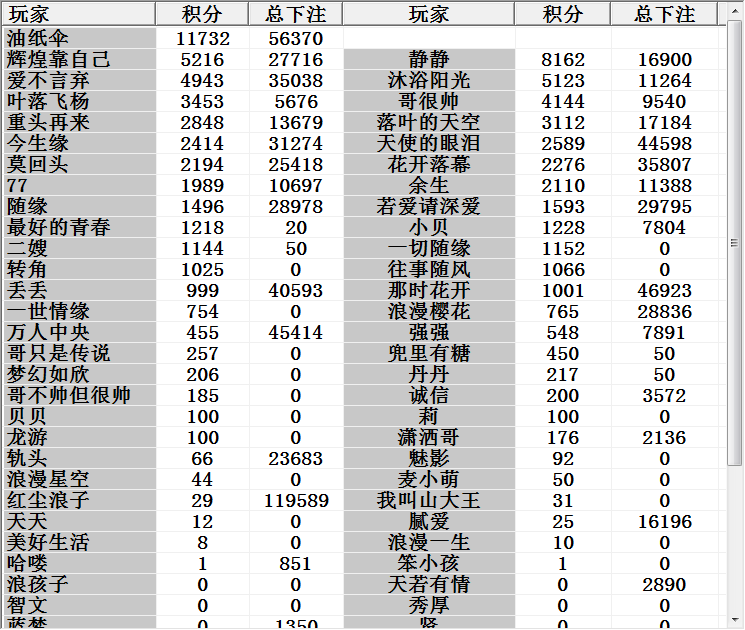 玩家 积分 总下注 玩家 积分 总下注
油纸伞 11732 56370
辉煌靠自己 5216 27716 静静 8162 16900
爱不言弃 4943 35038 沐浴阳光 5123 11264
叶落飞杨 3453 5676 哥很帅 4144 9540
重头再来 2848 13679 落叶的天空 3112 17184
今生缘 2414 31274 天使的眼泪 2589 44598
莫回头 2194 25418 花开落幕 2276 35807
77 1989 10697 余生 2110 11388
随缘 1496 28978 若爱请深爱 1593 29795
最好的青春 1218 20 小贝 1228 7804
二嫂 1144 50 一切随缘 1152 0
转角 1025 0 往事随风 1066 0
丢丢 999 40593 那时花开 1001 46923
一世情缘 754 0 浪漫樱花 765 28836
万人中央 455 45414 强强 548 7891
哥只是传说 257 0 兜里有糖 450 50
梦幻如欣 206 0 丹丹 217 50
哥不帅但很帅 185 0 诚信 200 3572
贝贝 100 0 莉 100 0
龙游 100 0 潇洒哥 176 2136
轨头 66 23683 魅影 92 0
浪漫星空 44 0 麦小萌 50 0
红尘浪子 29 119589 我叫山大王 31 0
天天 12 0 腻爱 25 16196
美好生活 8 0 浪漫一生 10 0
哈喽 1 851 笨小孩 1 0
浪孩子 0 0 天若有情 0 2890
智文 0 0 秀厚 0 0
蓝梦 0 1350 贤 0 0